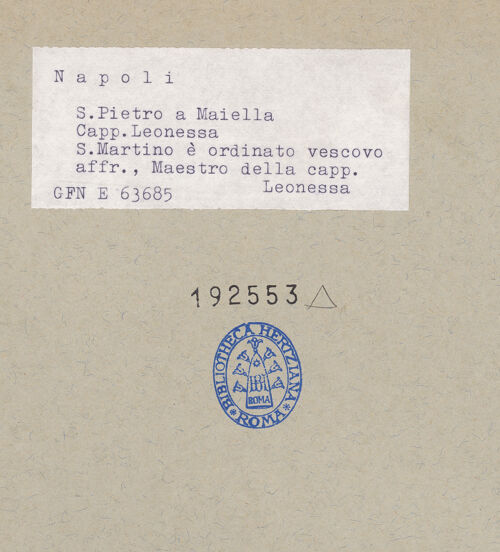 N a p o l i
S.Pietro a Maiella
Capp.Leonessa
S.Martino è ordinato vescovo
affr., Maestro della capp.
Leonessa
GFN E 63685
192553
BIBLIOTHECA HERTZIANA
ROMA
* ROMA *